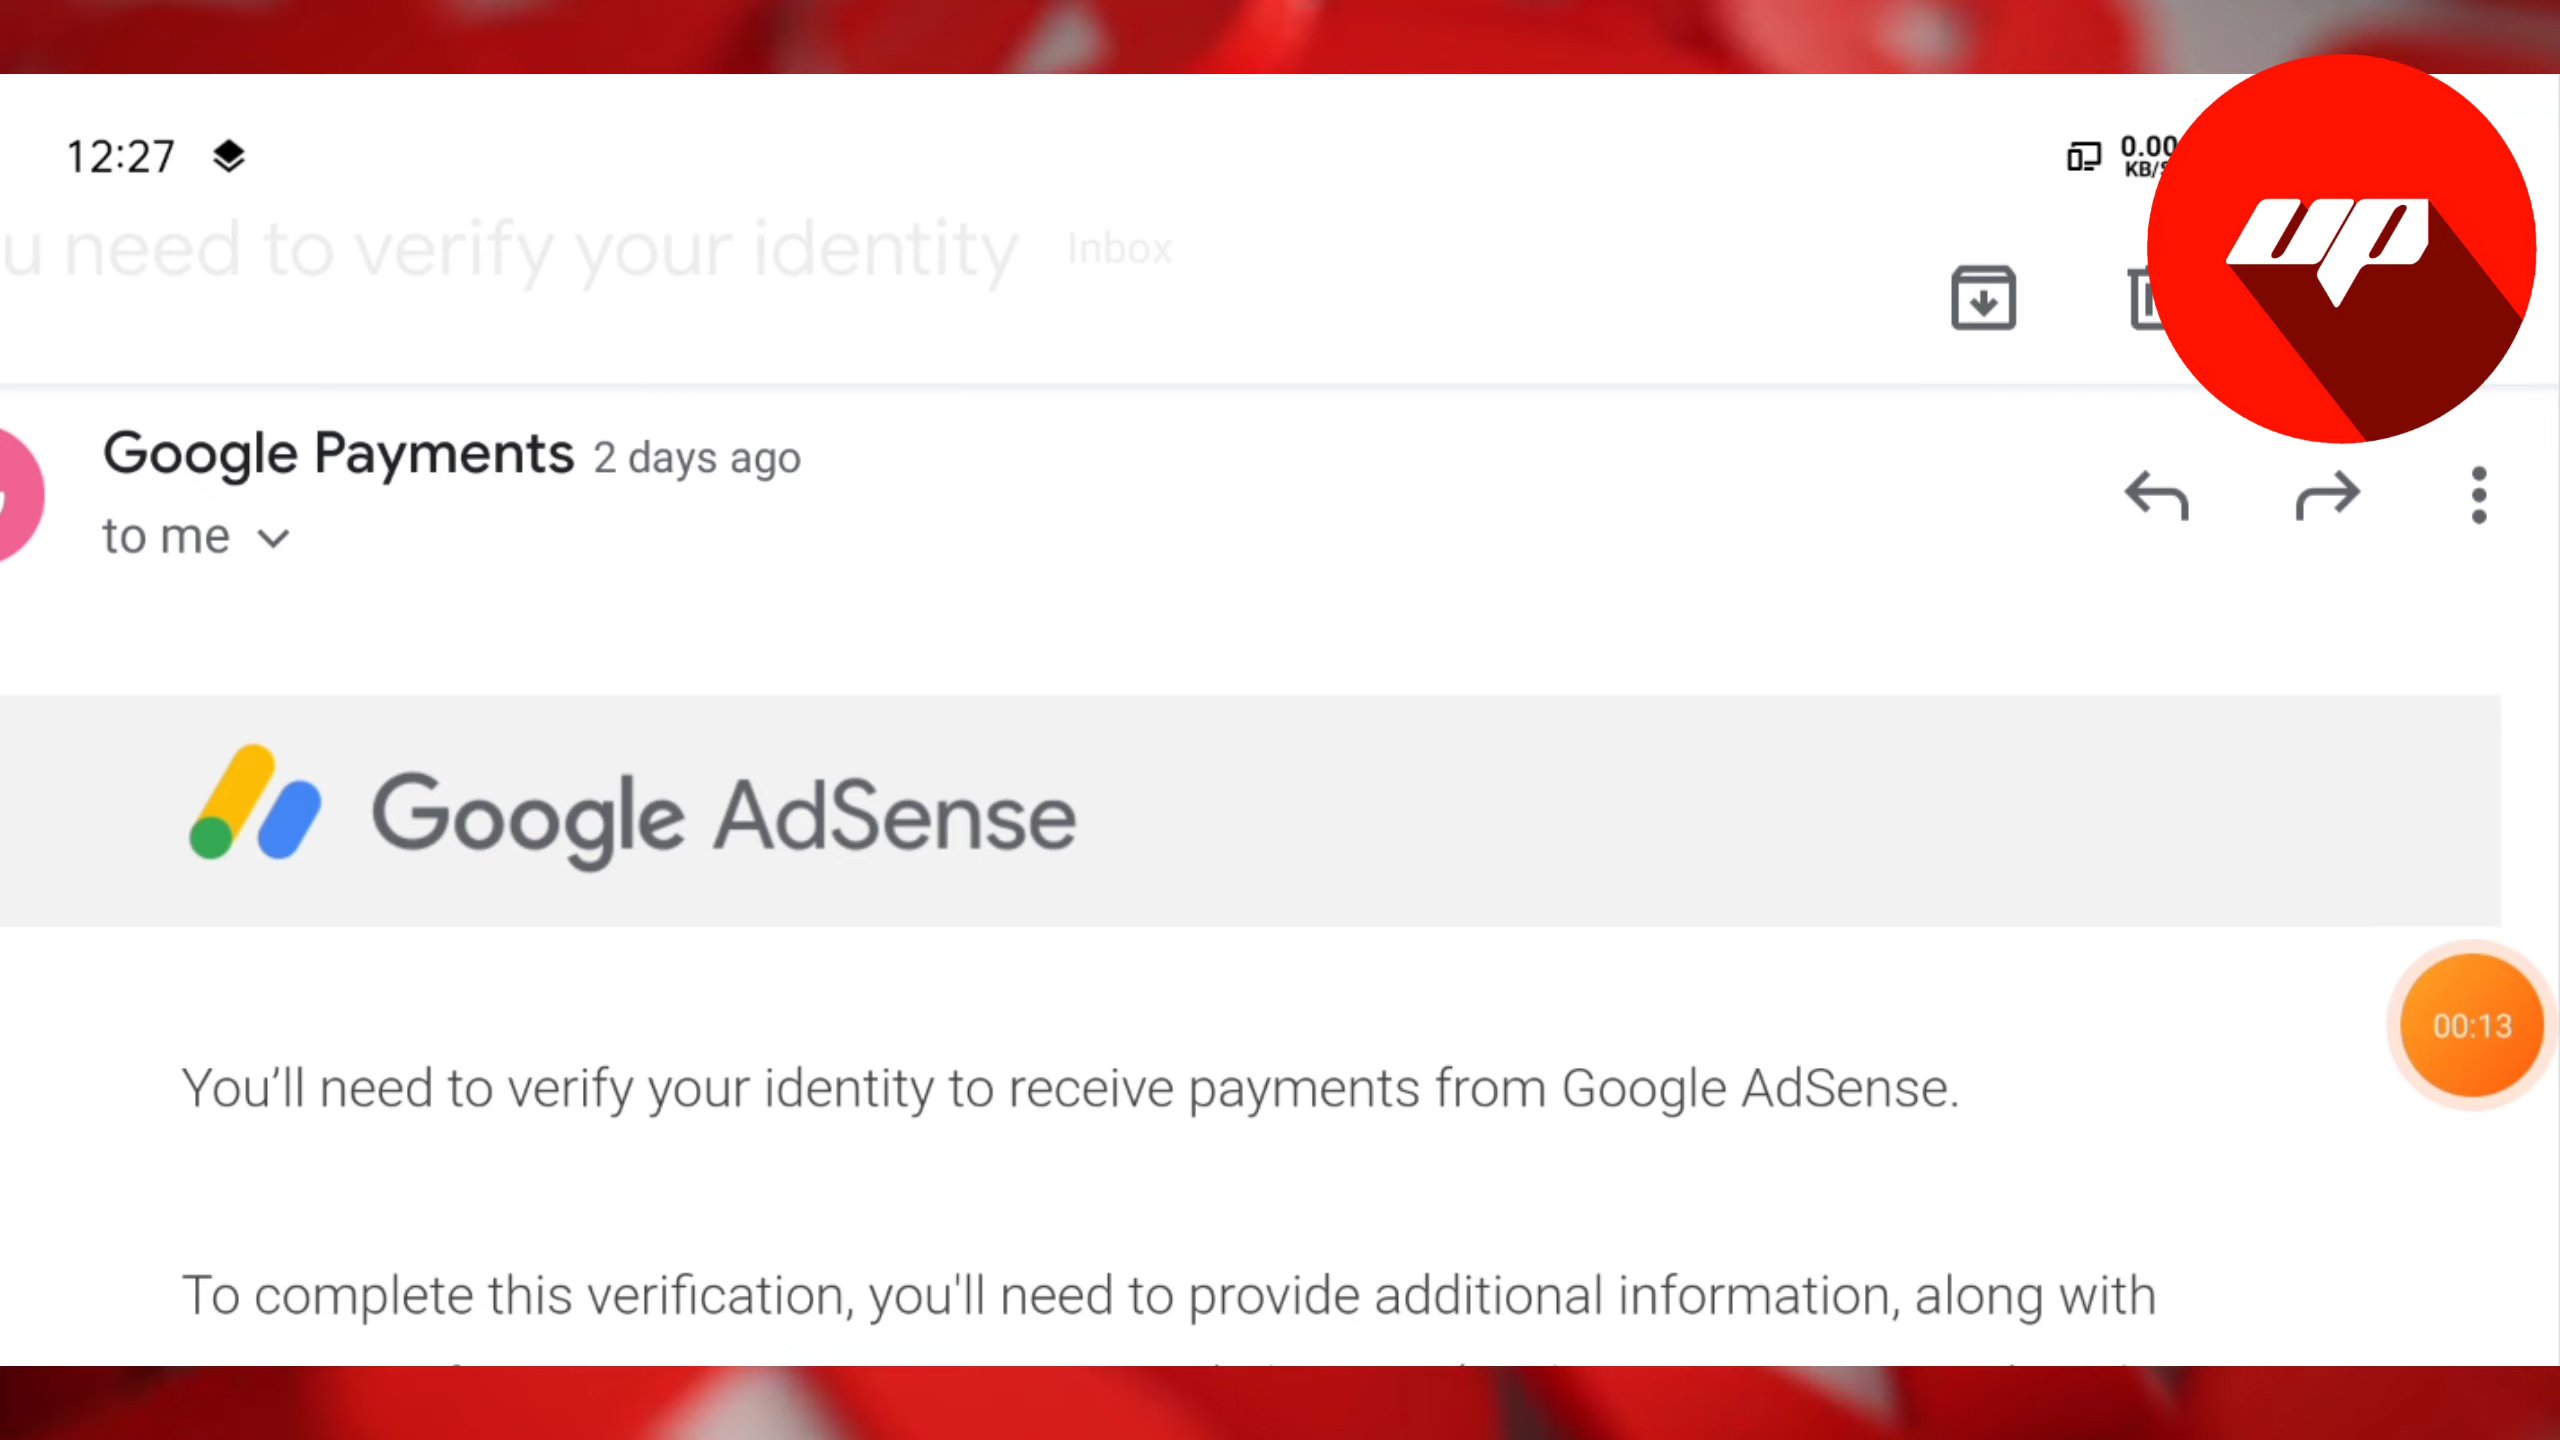 12:27
0.00
KB/S
u need to verify your identity Inbox
up
Google Payments 2 days ago
to me
Google AdSense
00:13
You’ll need to verify your identity to receive payments from Google AdSense.
To complete this verification, you'll need to provide additional information, along with